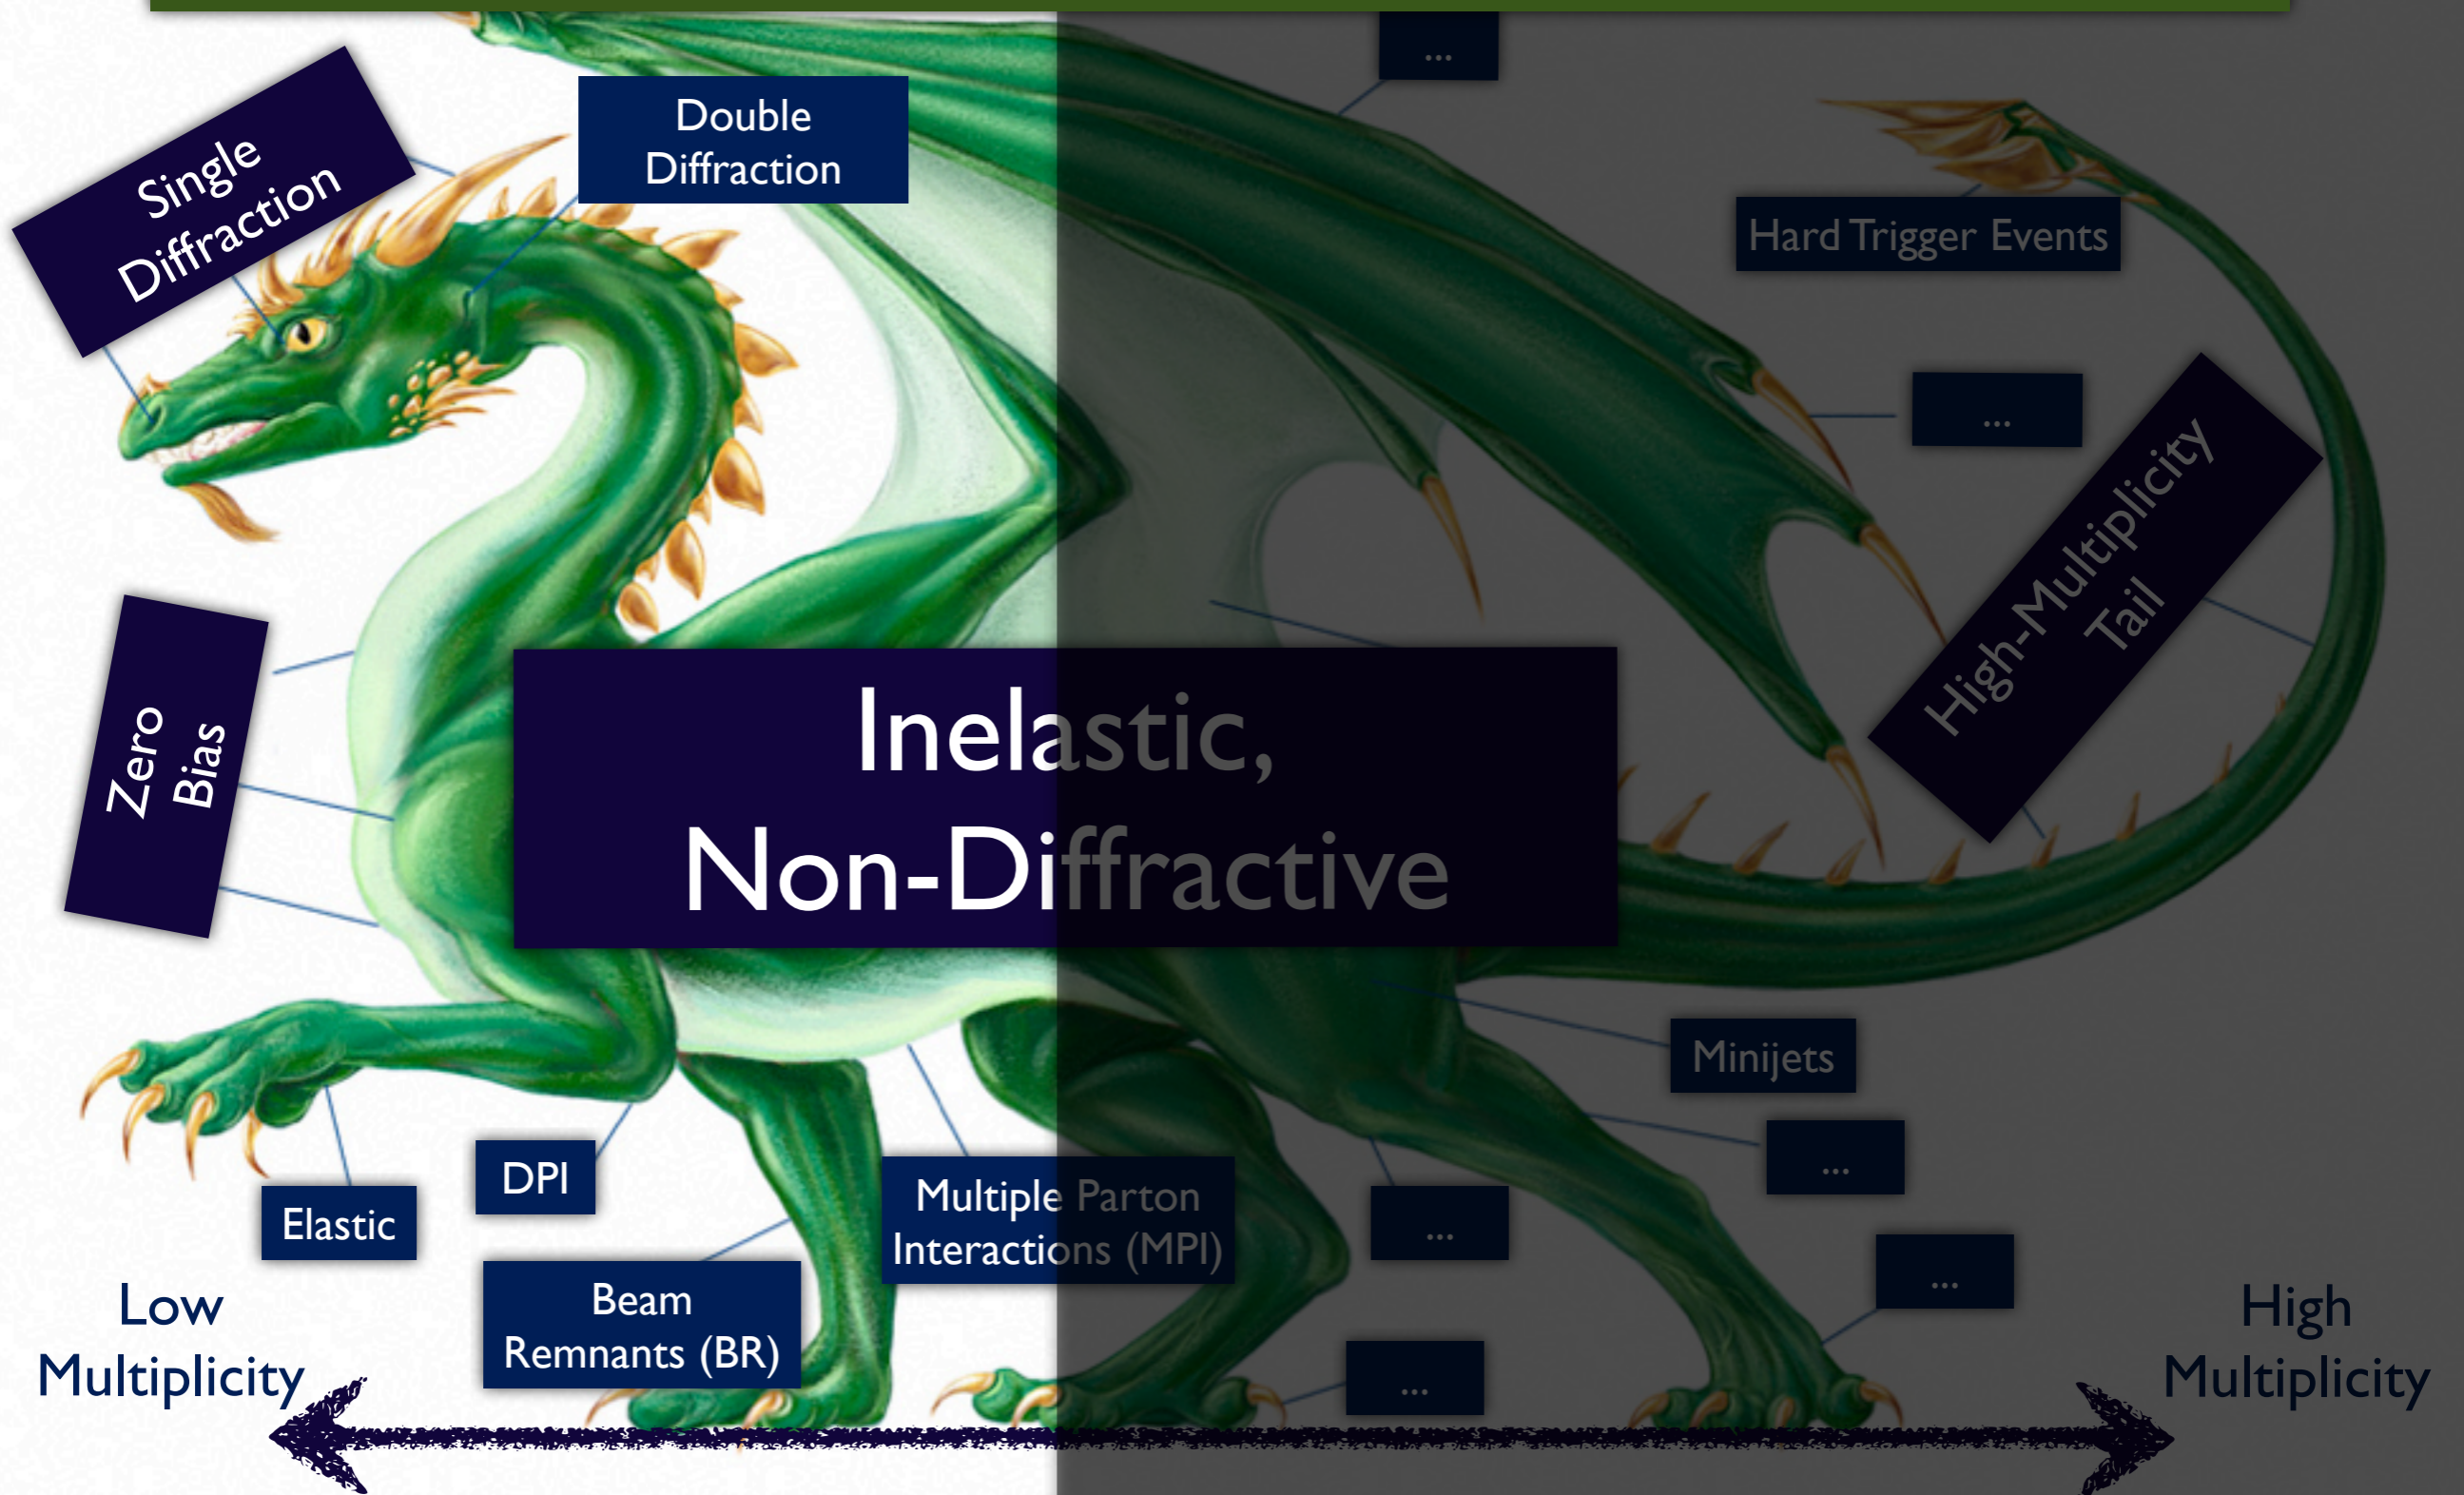 ...
Double
Diffraction
Single
Diffraction
Hard Trigger Events
...
High-Multiplicity
Tail
Zero
Bias
Inelastic,
Non-Diffractive
Minijets
...
DPI
Elastic
Multiple Parton
Interactions (MPI)
...
...
Beam
Remnants (BR)
...
Low
Multiplicity
High
Multiplicity